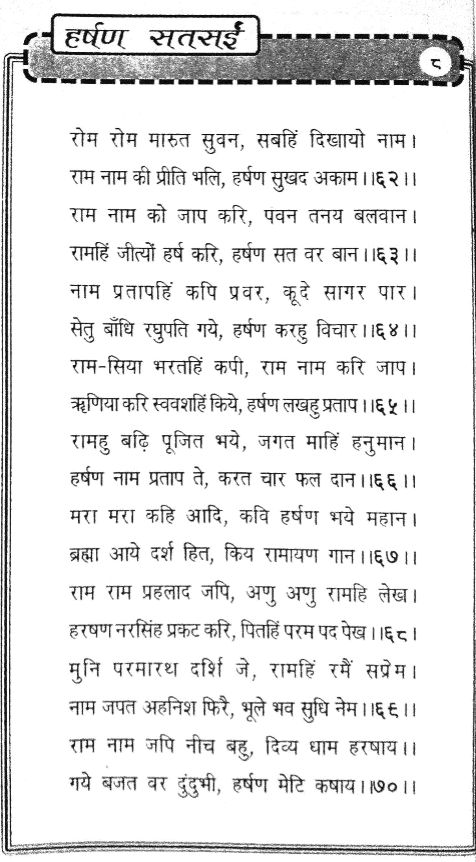 हर्षण सतसई
८
रोम रोम मारुत सुवन, सबहिं दिखायो नाम।
राम नाम की प्रीति भलि, हर्षण सुखद अकाम।।६२।।
राम नाम को जाप करि, पवन तनय बलवान।
रामहिं जीत्यों हर्ष करि, हर्षण सत वर बान।।६३।।
नाम प्रतापहिं कपि प्रवर, कूदे सागर पार।
सेतु बाँधि रघुपति गये, हर्षण करहु विचार।।६४।।
राम-सिया भरतहिं कपी, राम नाम करि जाप।
ऋणिया करि स्ववशहिं किये, हर्षण लखहु प्रताप।।६५।।
रामहु बढ़ि पूजित भये, जगत माहिं हनुमान।
हर्षण नाम प्रताप ते, करत चार फल दान।।६६।।
मरा मरा कहि आदि, कवि हर्षण भये महान।
ब्रह्मा आये दर्श हित, किय रामायण गान।।६७।।
राम राम प्रहलाद जपि, अणु अणु रामहि लेख।
हरषण नरसिंह प्रकट करि, पितहिं परम पद पेख।।६८।
मुनि परमारथ दर्शि जे, रामहिं रमैं सप्रेम।
नाम जपत अहनिश फिरै, भूले भव सुधि नेम।।६९।।
राम नाम जपि नीच बहु, दिव्य धाम हरषाय।।
गये बजत वर दुंदुभी, हर्षण मेटि कषाय।।७०।।